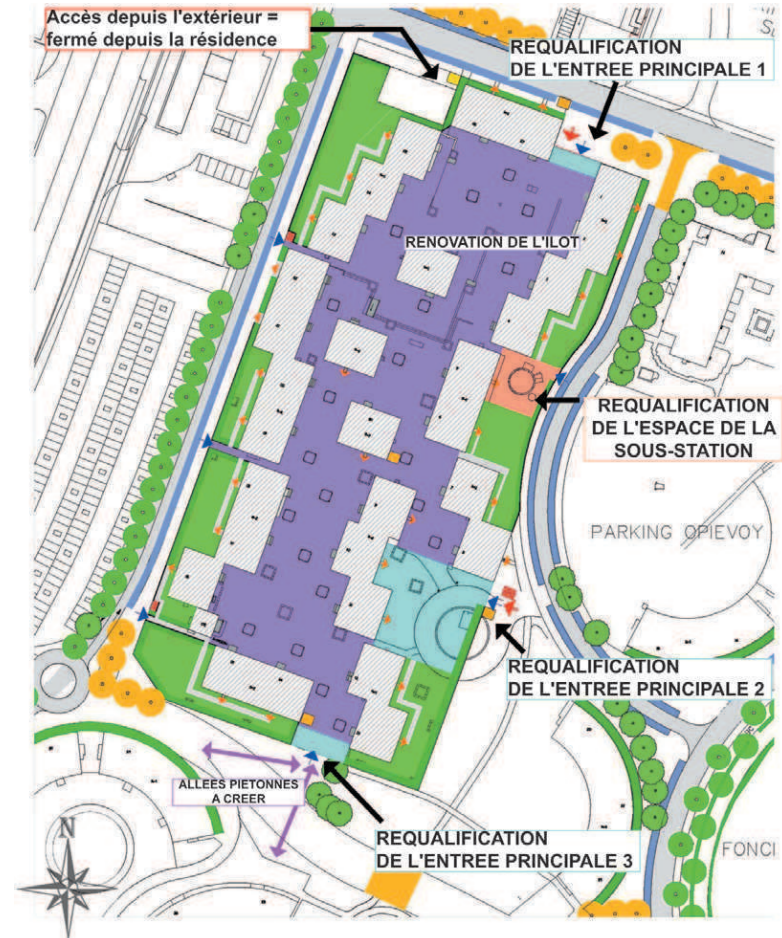 Accès depuis l'extérieur =
fermé depuis la résidence
REQUALIFICATION
DE L'ENTREE PRINCIPALE 1
RENOVATION DE L'ILOT
REQUALIFICATION
DE L'ESPACE DE LA
SOUS-STATION
PARKING OPIEVOY
REQUALIFICATION
DE L'ENTREE PRINCIPALE 2
ALLEES PIETONNES
A CREER
REQUALIFICATION
DE L'ENTREE PRINCIPALE 3
FONCI
N